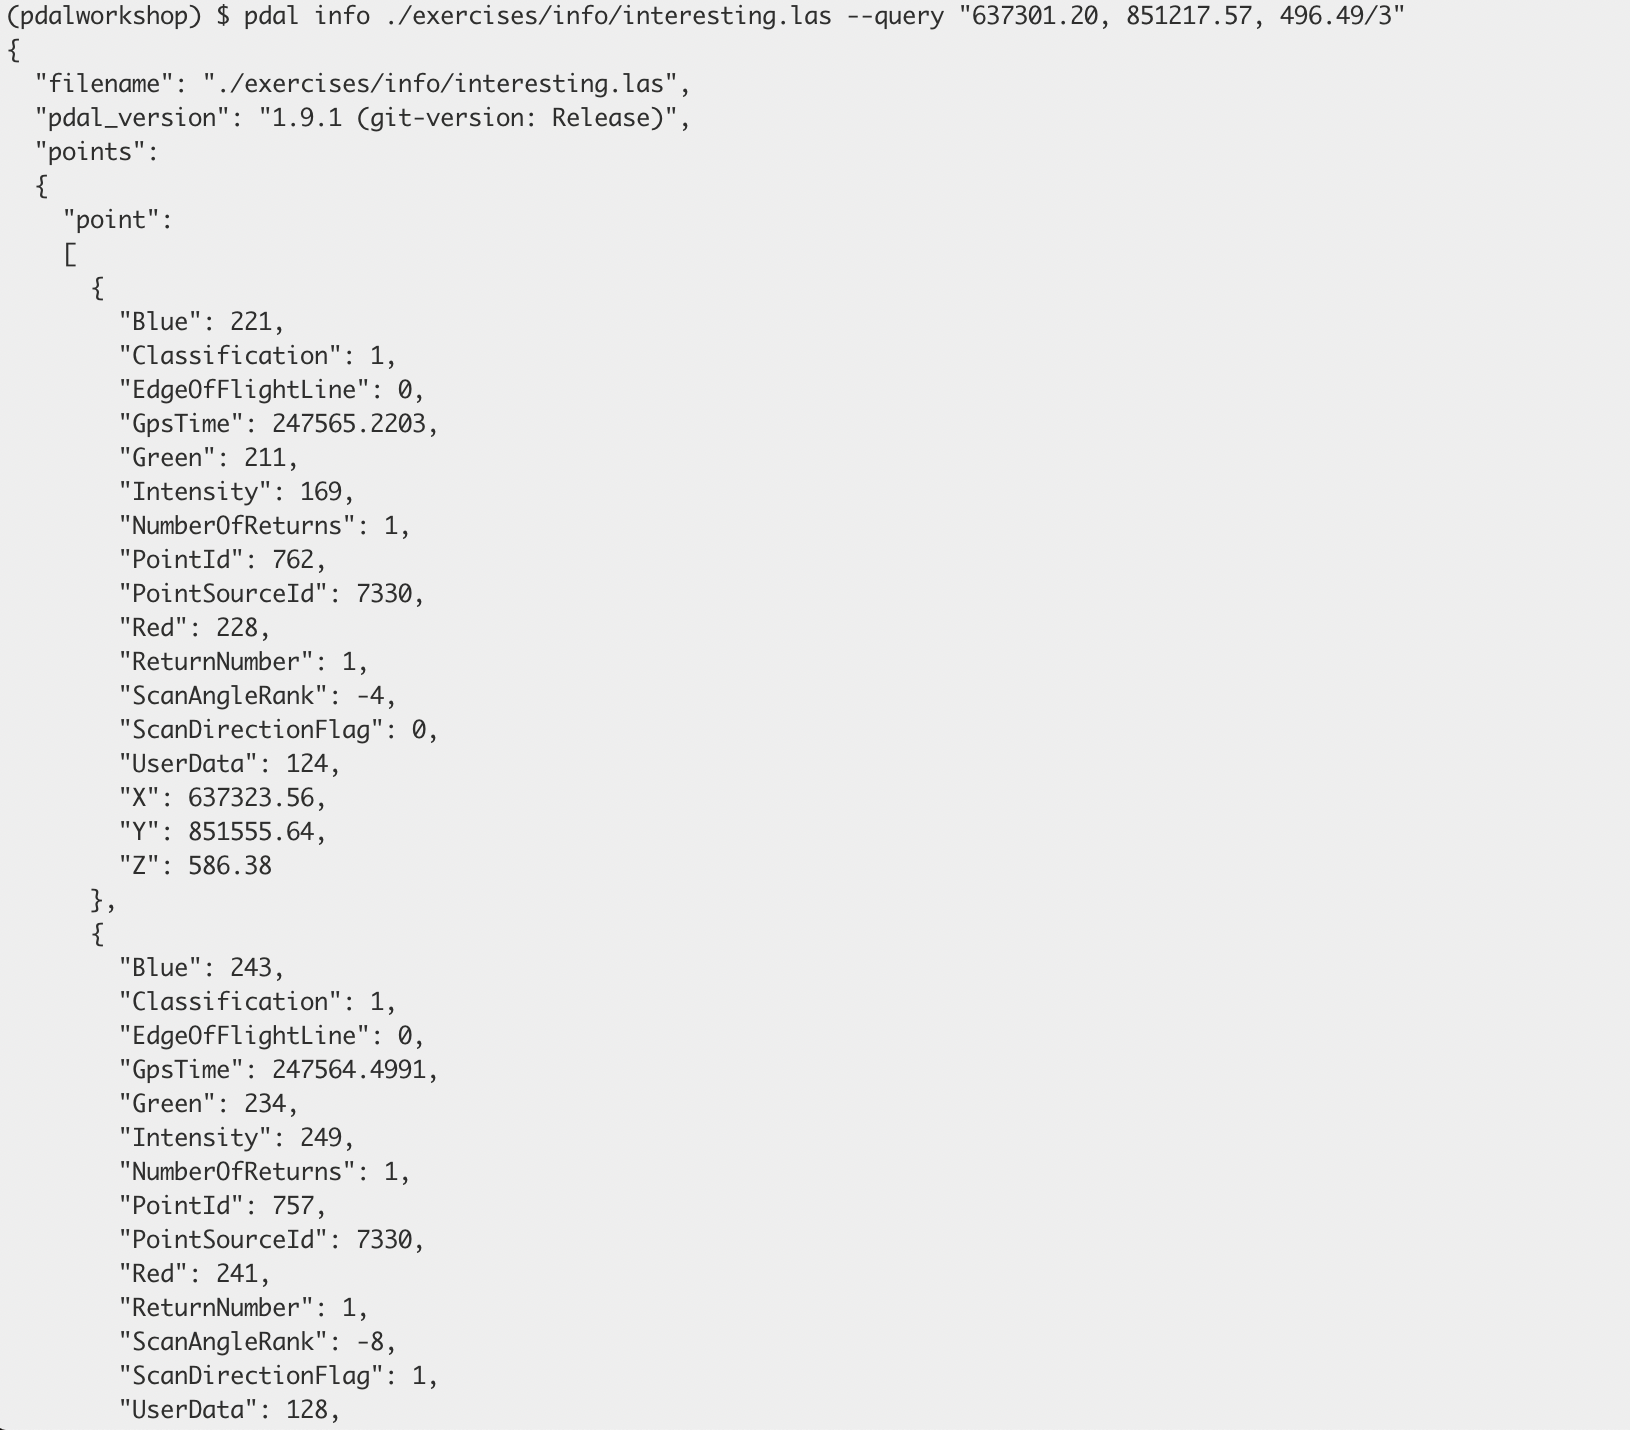 (pdalworkshop) $ pdal info ./exercises/info/interesting.las --query "637301.20, 851217.57, 496.49/3"
{
  "filename": "./exercises/info/interesting.las",
  "pdal_version": "1.9.1 (git-version: Release)",
  "points":
  {
    "point":
    [
      {
        "Blue": 221,
        "Classification": 1,
        "EdgeOfFlightLine": 0,
        "GpsTime": 247565.2203,
        "Green": 211,
        "Intensity": 169,
        "NumberOfReturns": 1,
        "PointId": 762,
        "PointSourceId": 7330,
        "Red": 228,
        "ReturnNumber": 1,
        "ScanAngleRank": -4,
        "ScanDirectionFlag": 0,
        "UserData": 124,
        "X": 637323.56,
        "Y": 851555.64,
        "Z": 586.38
      },
      {
        "Blue": 243,
        "Classification": 1,
        "EdgeOfFlightLine": 0,
        "GpsTime": 247564.4991,
        "Green": 234,
        "Intensity": 249,
        "NumberOfReturns": 1,
        "PointId": 757,
        "PointSourceId": 7330,
        "Red": 241,
        "ReturnNumber": 1,
        "ScanAngleRank": -8,
        "ScanDirectionFlag": 1,
        "UserData": 128,